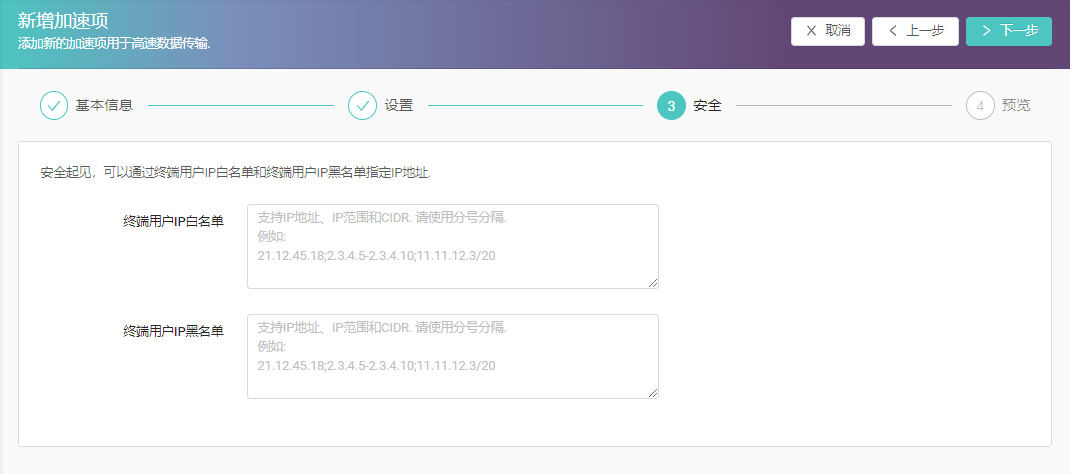 新增加速项
添加新的加速项用于高速数据传输.
取消
上一步
下一步
基本信息
设置
3 安全
4 预览
安全起见，可以通过终端用户IP白名单和终端用户IP黑名单指定IP地址.
终端用户IP白名单
支持IP地址、IP范围和CIDR. 请使用分号分隔.
例如:
21.12.45.18;2.3.4.5-2.3.4.10;11.11.12.3/20
终端用户IP黑名单
支持IP地址、IP范围和CIDR. 请使用分号分隔.
例如:
21.12.45.18;2.3.4.5-2.3.4.10;11.11.12.3/20